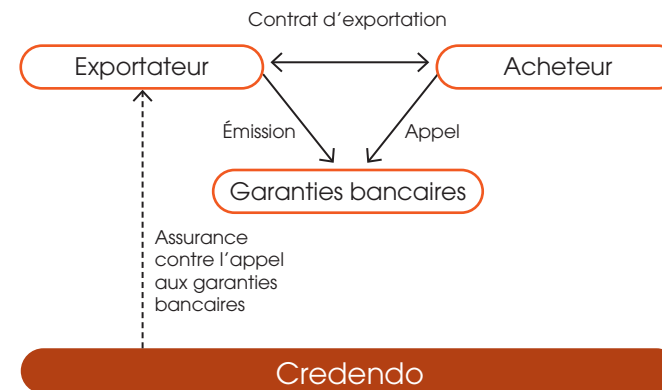 Contrat d’exportation
Exportateur
Acheteur
Émission
Appel
Garanties bancaires
Assurance
contre l’appel
aux garanties
bancaires
Credendo